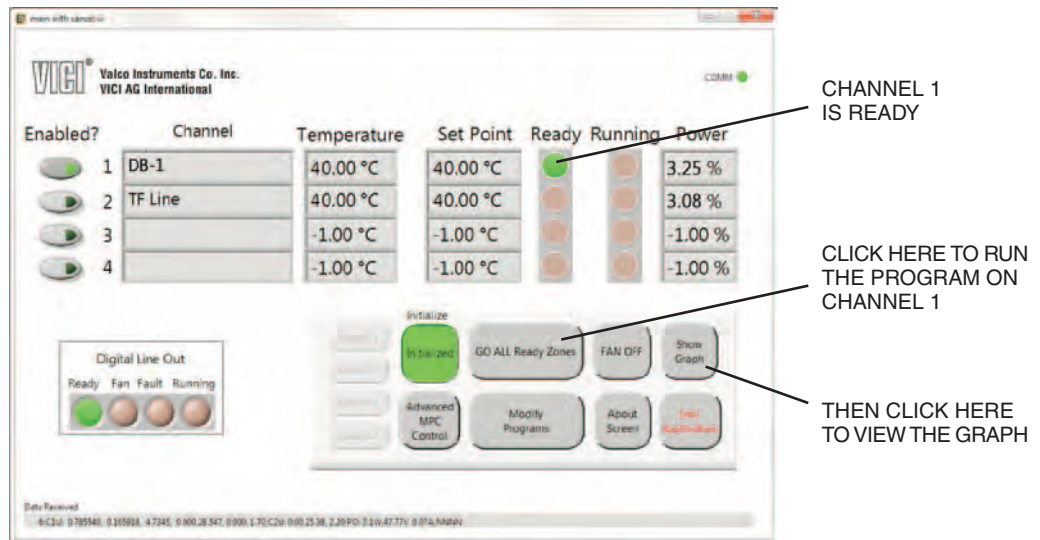 main with cancel.vi
VICI® Valco Instruments Co. Inc.
VICI AG International
COMM
CHANNEL 1
IS READY
Enabled? Channel Temperature Set Point Ready Running Power
1 DB-1 40.00 °C 40.00 °C 3.25 %
2 TF Line 40.00 °C 40.00 °C 3.08 %
3 -1.00 °C -1.00 °C -1.00 %
4 -1.00 °C -1.00 °C -1.00 %
CLICK HERE TO RUN
THE PROGRAM ON
CHANNEL 1
Initialize
Initialized GO ALL Ready Zones FAN OFF Show
Graph
Digital Line Out
Ready Fan Fault Running
Advanced
MPC
Control
Modify
Programs
About
Screen
THEN CLICK HERE
TO VIEW THE GRAPH
Data Received